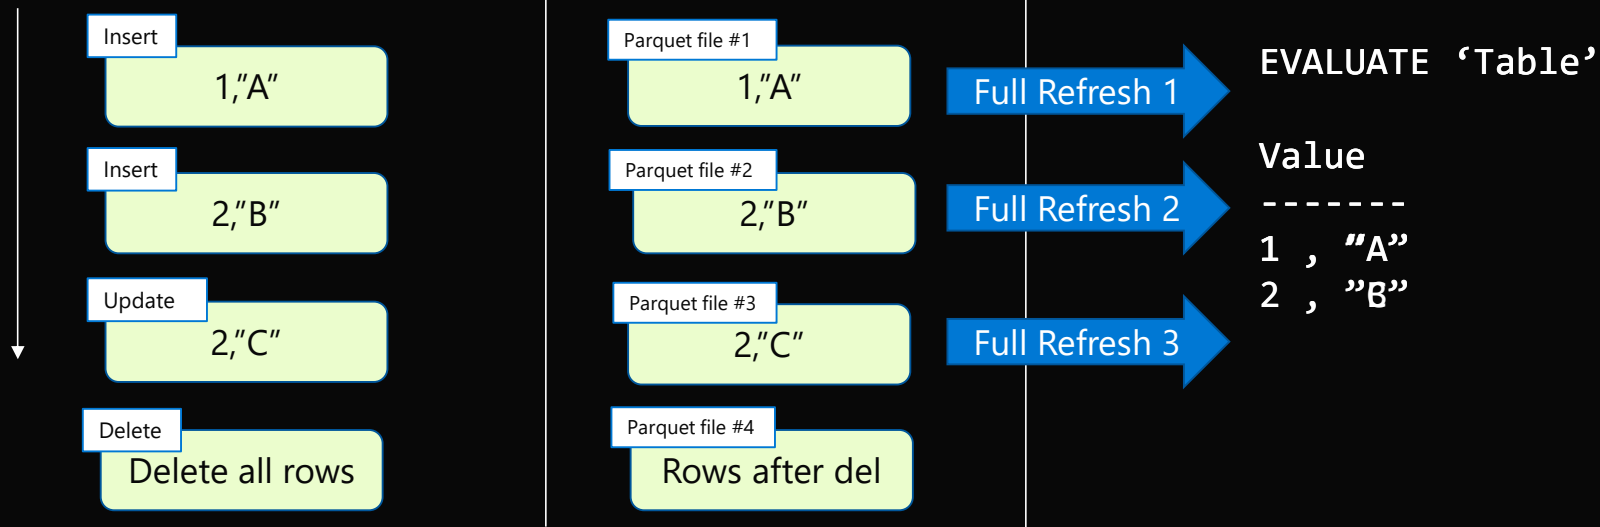 Insert
1,”A”
Insert
2,”B”
Update
2,”C”
Delete
Delete all rows
Parquet file #1
1,”A”
Parquet file #2
2,”B”
Parquet file #3
2,”C”
Parquet file #4
Rows after del
Full Refresh 1
Full Refresh 2
Full Refresh 3
EVALUATE ‘Table’
Value
-------
1 , ”A”
2 ,